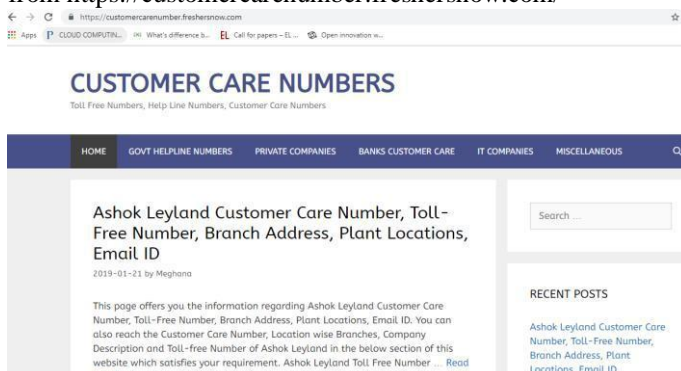 from https://customercarenumber.freshersnow.com/
https://customercarenumber.freshersnow.com
Apps P CLOUD COMPUTIN... What's difference b... EL Call for papers – EL ... Open innovation w...
CUSTOMER CARE NUMBERS
Toll Free Numbers, Help Line Numbers, Customer Care Numbers
HOME GOVT HELPLINE NUMBERS PRIVATE COMPANIES BANKS CUSTOMER CARE IT COMPANIES MISCELLANEOUS
Ashok Leyland Customer Care Number, Toll-
Free Number, Branch Address, Plant Locations,
Email ID
2019-01-21 by Meghana
This page offers you the information regarding Ashok Leyland Customer Care
Number, Toll-Free Number, Branch Address, Plant Locations, Email ID. You can
also reach the Customer Care Number, Location wise Branches, Company
Description and Toll-free Number of Ashok Leyland in the below section of this
website which satisfies your requirement. Ashok Leyland Toll Free Number ... Read
Search ...
RECENT POSTS
Ashok Leyland Customer Care
Number, Toll-Free Number,
Branch Address, Plant
Locations, Email ID